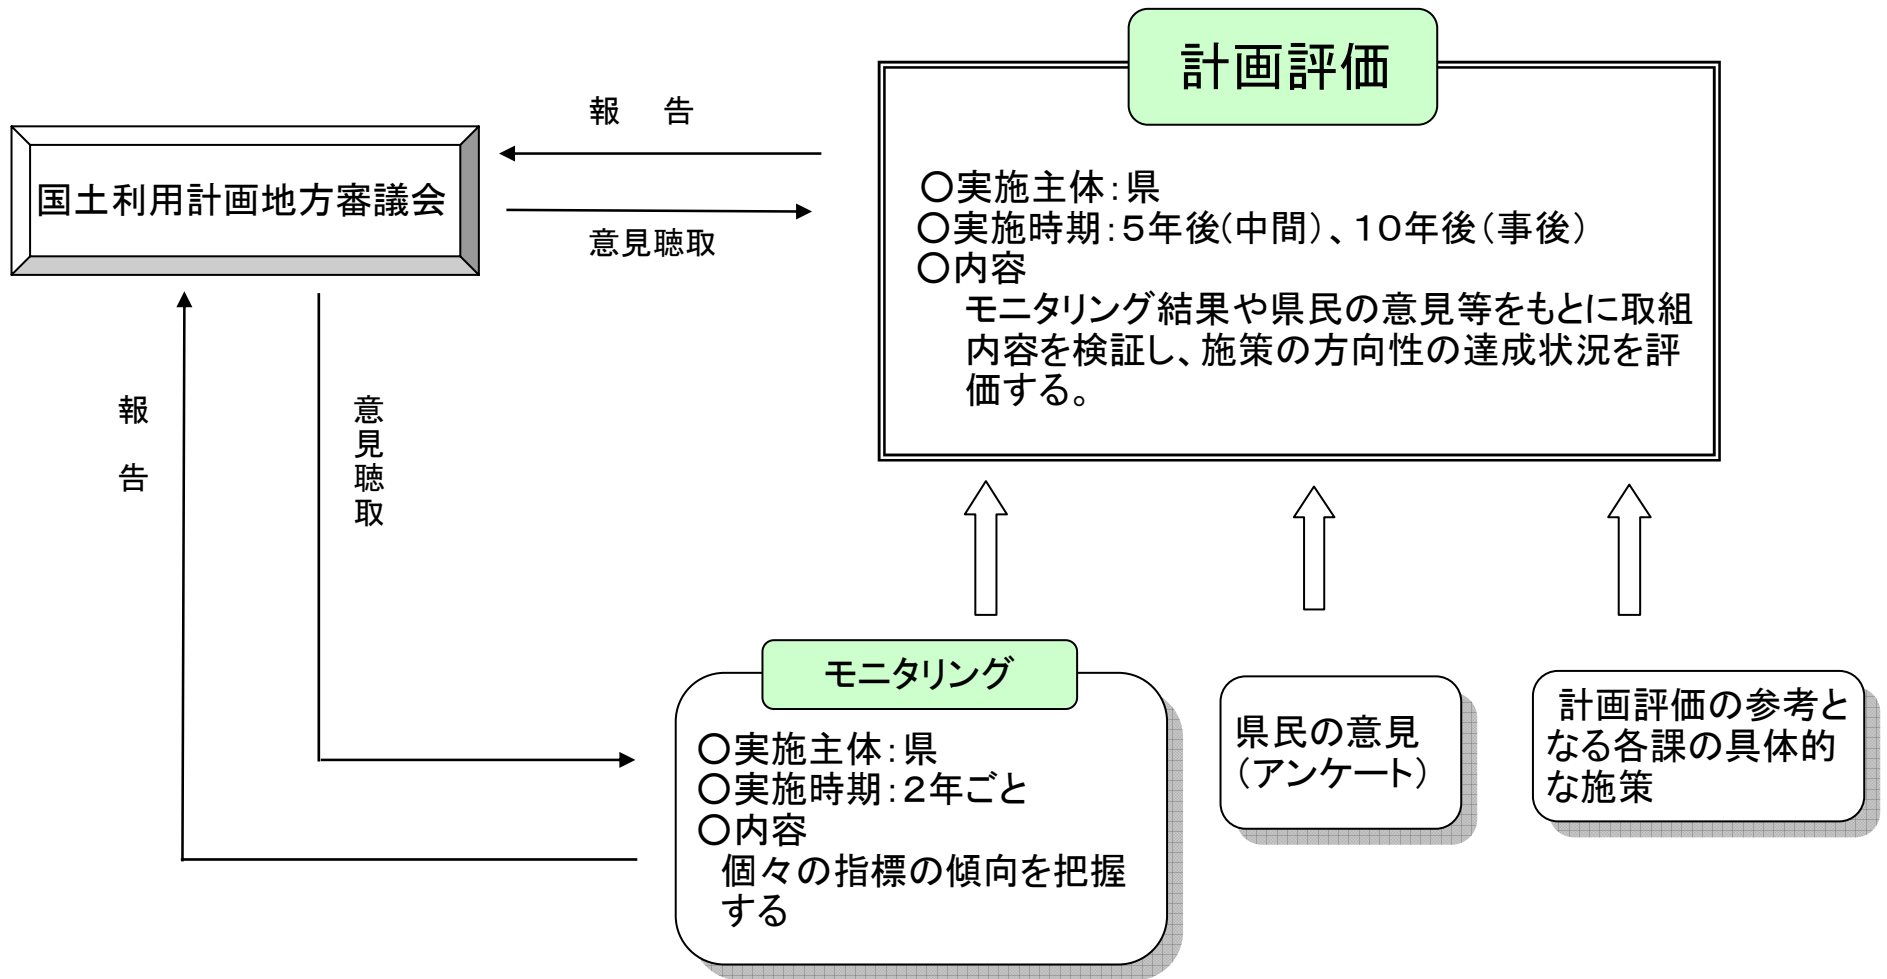 計画評価
報 告
国土利用計画地方審議会
意見聴取
○実施主体：県
○実施時期：５年後（中間）、１０年後（事後）
○内容
モニタリング結果や県民の意見等をもとに取組
内容を検証し、施策の方向性の達成状況を評
価する。
報 告
意見聴取
モニタリング
○実施主体：県
○実施時期：２年ごと
○内容
個々の指標の傾向を把握
する
県民の意見
（アンケート）
計画評価の参考と
なる各課の具体的
な施策